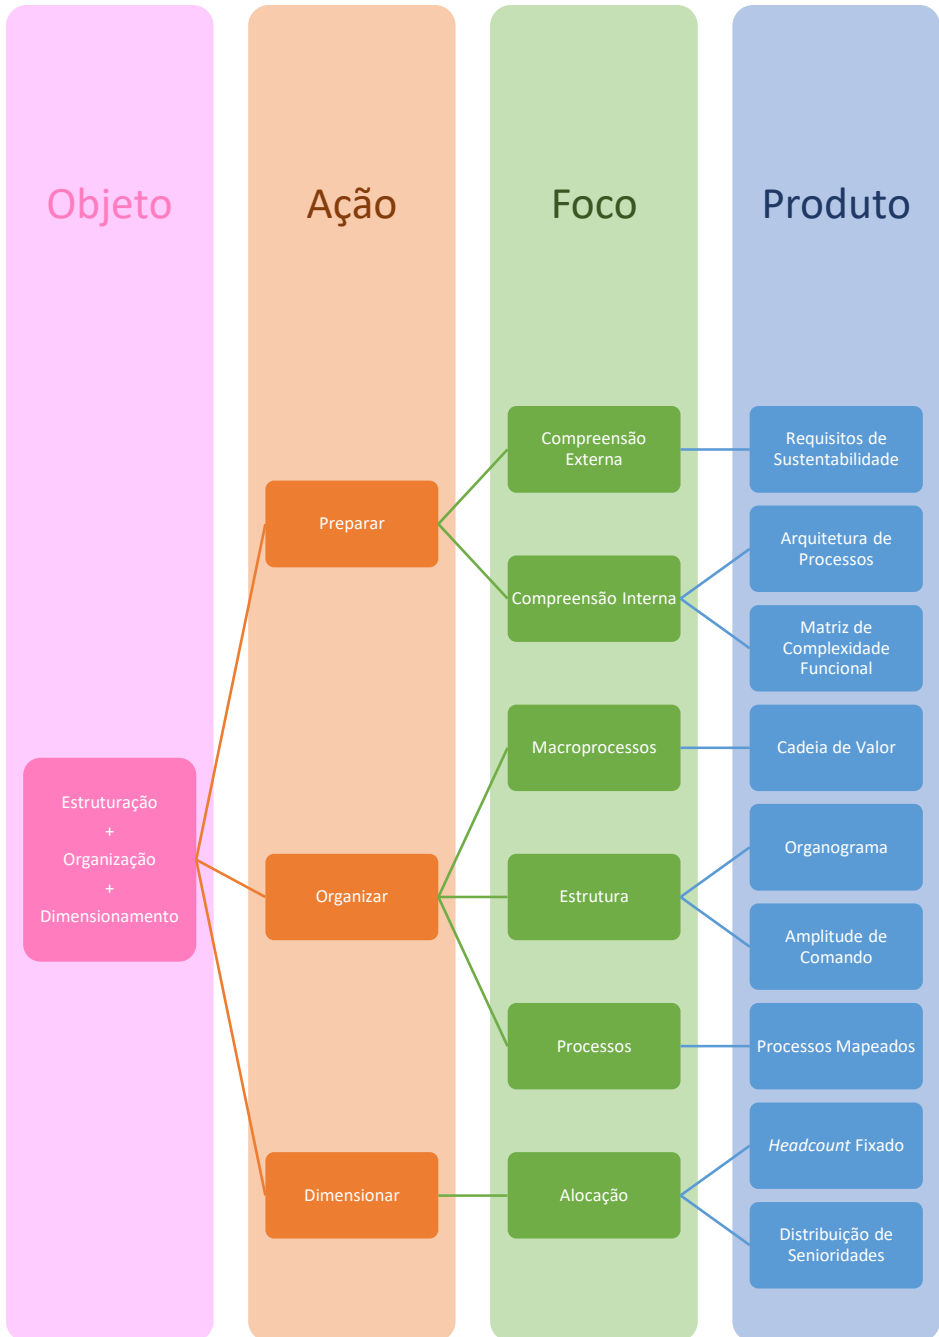 Objeto
Ação
Foco
Produto
Estruturação
+
Organização
+
Dimensionamento
Preparar
Organizar
Dimensionar
Compreensão
Externa
Compreensão Interna
Macroprocessos
Estrutura
Processos
Alocação
Requisitos de
Sustentabilidade
Arquitetura de
Processos
Matriz de
Complexidade
Funcional
Cadeia de Valor
Organograma
Amplitude de
Comando
Processos Mapeados
Headcount Fixado
Distribuição de
Senioridades